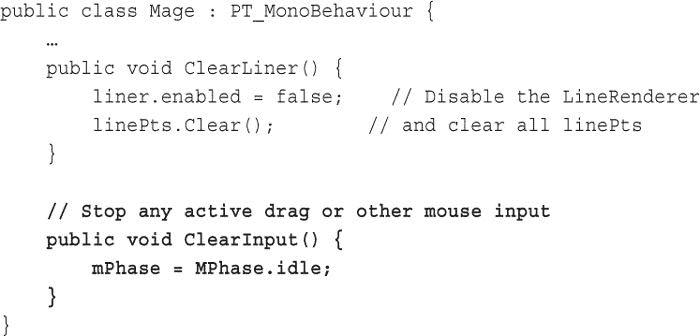 public class Mage : PT_MonoBehaviour {
    …
    public void ClearLiner() {
        liner.enabled = false;    // Disable the LineRenderer
        linePts.Clear();        // and clear all linePts
    }

    // Stop any active drag or other mouse input
    public void ClearInput() {
        mPhase = MPhase.idle;
    }
}